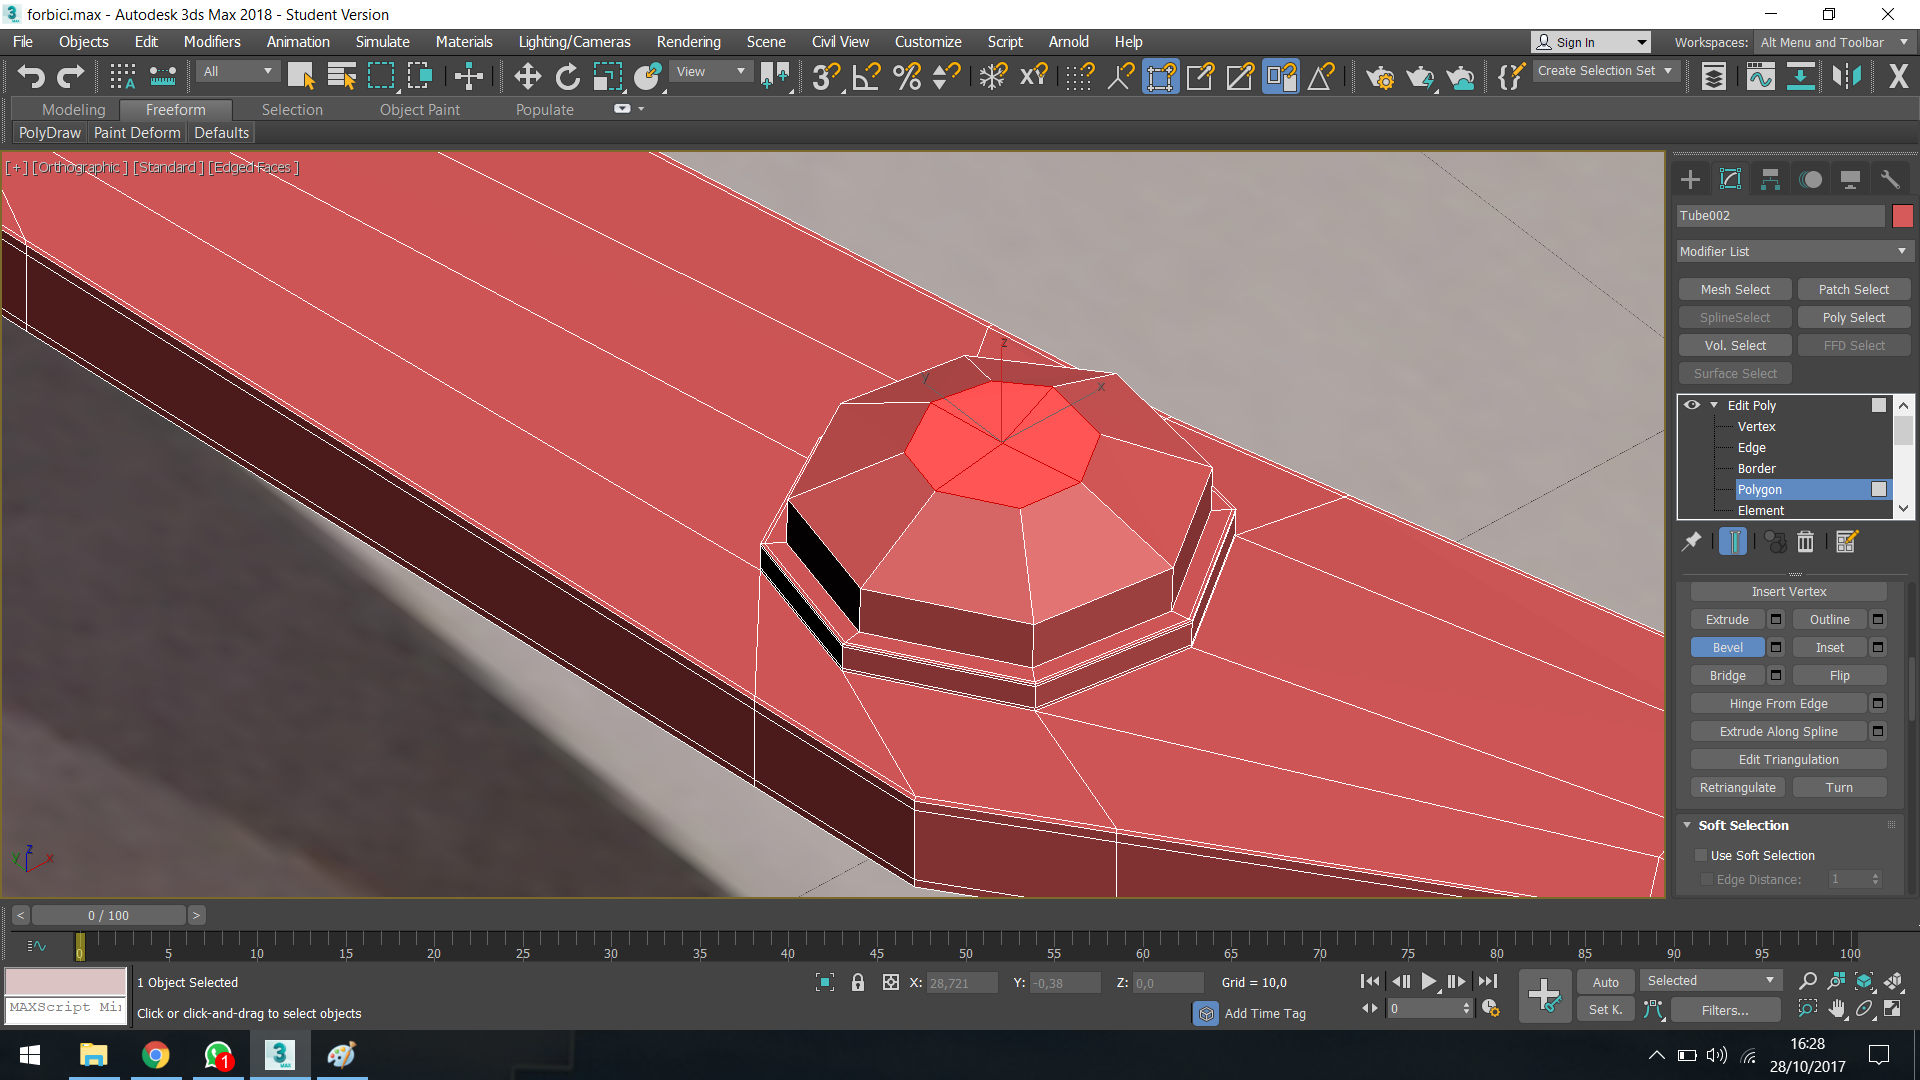 forbici.max - Autodesk 3ds Max 2018 - Student Version
File Objects Edit Modifiers Animation Simulate Materials Lighting/Cameras Rendering Scene Civil View Customize Script Arnold Help Sign In Workspaces: Alt Menu and Toolbar
All View Create Selection Set
Modeling Freeform Selection Object Paint Populate
PolyDraw Paint Deform Defaults
[+] [Orthographic ] [Standard ] [Edged Faces ]
z
y
x
Tube002
Modifier List
Mesh Select Patch Select
SplineSelect Poly Select
Vol. Select FFD Select
Surface Select
Edit Poly
Vertex
Edge
Border
Polygon
Element
Insert Vertex
Extrude Outline
Bevel Inset
Bridge Flip
Hinge From Edge
Extrude Along Spline
Edit Triangulation
Retriangulate Turn
Soft Selection
Use Soft Selection
Edge Distance: 1
z
y x
< 0 / 100 >
0 5 10 15 20 25 30 35 40 45 50 55 60 65 70 75 80 85 90 95 100
1 Object Selected X: 28,721 Y: -0,38 Z: 0,0 Grid = 10,0 Auto Selected
MAXScript Mi
Click or click-and-drag to select objects Add Time Tag 0 Set K. Filters...
1
3
MAX
16:28
28/10/2017